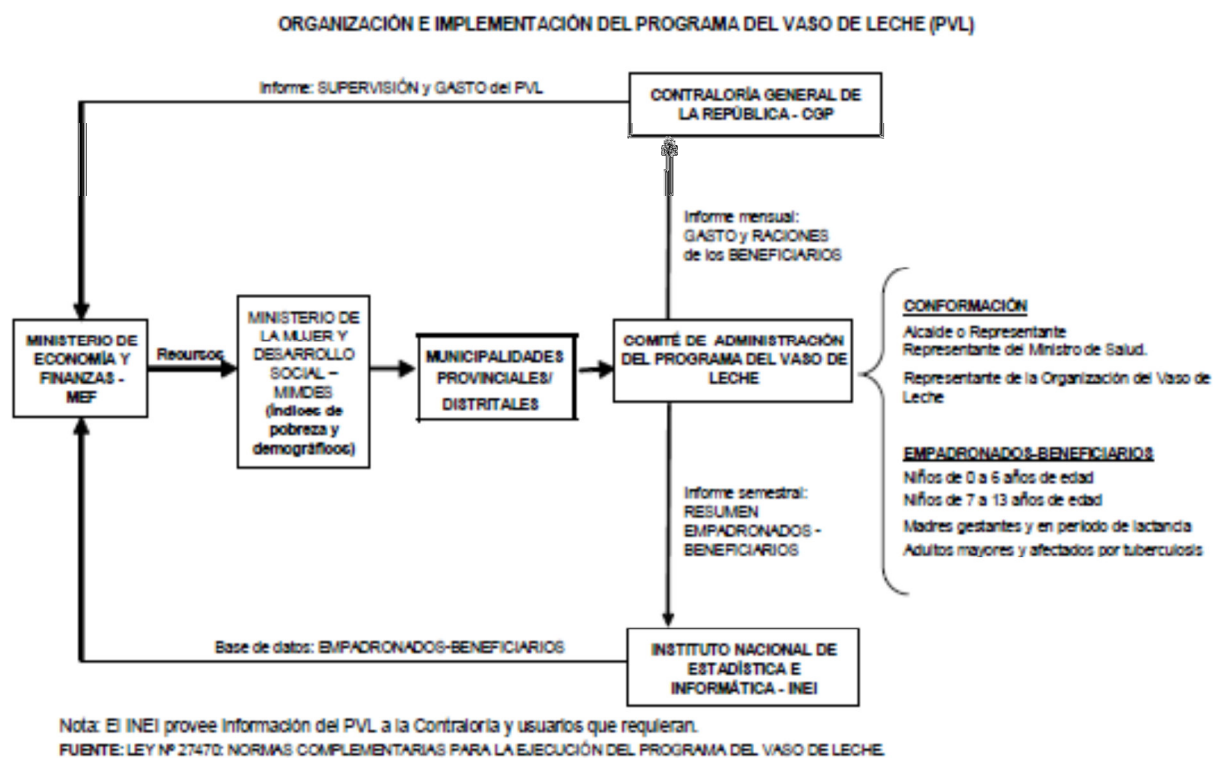 ORGANIZACIÓN E IMPLEMENTACIÓN DEL PROGRAMA DEL VASO DE LECHE (PVL)
Informe: SUPERVISIÓN y GASTO del PVL
CONTRALORÍA GENERAL DE
LA REPÚBLICA - CGP
Informe mensual:
GASTO y RACIONES
de los BENEFICIARIOS
MINISTERIO DE
ECONOMÍA Y
FINANZAS -
MEF
Recursos
MINISTERIO DE
LA MUJER Y
DESARROLLO
SOCIAL –
MIMDES
(Índices de
pobreza y
demográficos)
MUNICIPALIDADES
PROVINCIALES/
DISTRITALES
COMITÉ DE ADMINISTRACIÓN
DEL PROGRAMA DEL VASO DE
LECHE
CONFORMACIÓN
Alcalde o Representante
Representante del Ministro de Salud.
Representante de la Organización del Vaso de
Leche
EMPADRONADOS-BENEFICIARIOS
Niños de 0 a 6 años de edad
Niños de 7 a 13 años de edad
Madres gestantes y en periodo de lactancia
Adultos mayores y afectados por tuberculosis
Informe semestral:
RESUMEN
EMPADRONADOS -
BENEFICIARIOS
Base de datos: EMPADRONADOS-BENEFICIARIOS
INSTITUTO NACIONAL DE
ESTADÍSTICA E
INFORMÁTICA - INEI
Nota: El INEI provee información del PVL a la Contraloría y usuarios que requieran.
FUENTE: LEY Nº 27470: NORMAS COMPLEMENTARIAS PARA LA EJECUCIÓN DEL PROGRAMA DEL VASO DE LECHE.